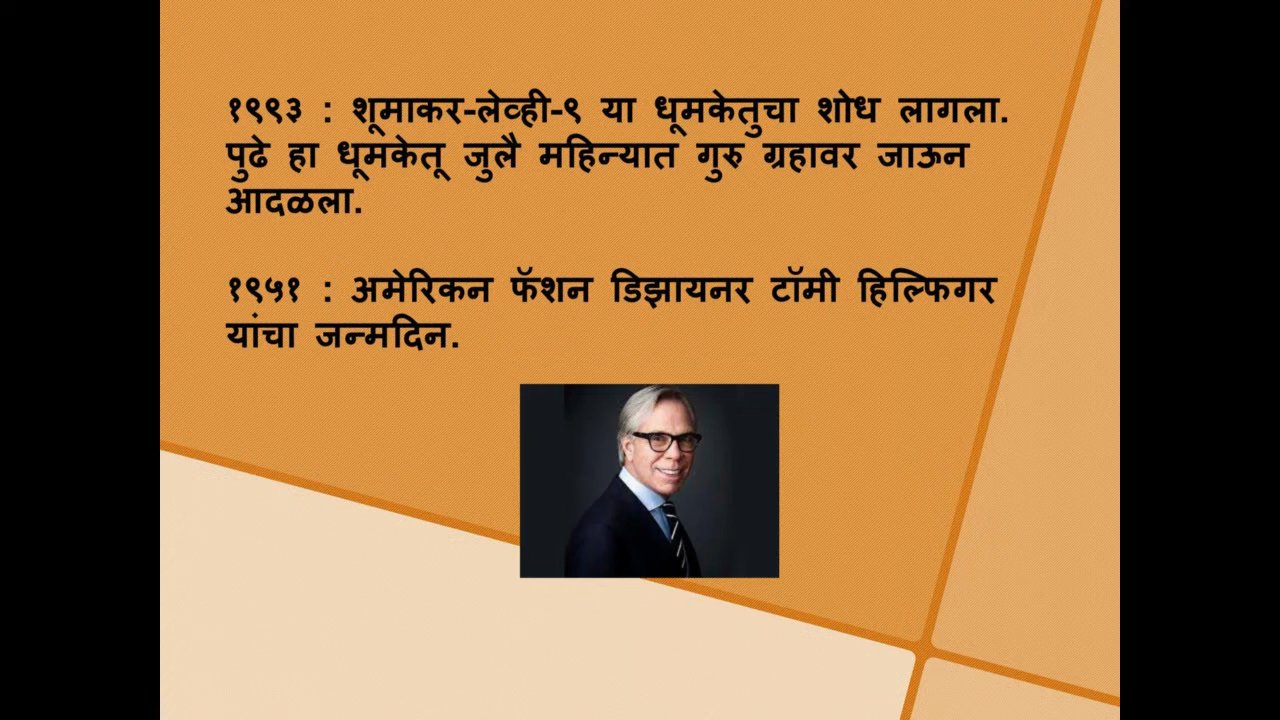 १९९३ : शूमाकर-लेव्ही-९ या धूमकेतुचा शोध लागला.
पुढे हा धूमकेतू जुलै महिन्यात गुरु ग्रहावर जाऊन
आदळला.
१९५१ : अमेरिकन फॅशन डिझायनर टॉमी हिल्फिगर
यांचा जन्मदिन.